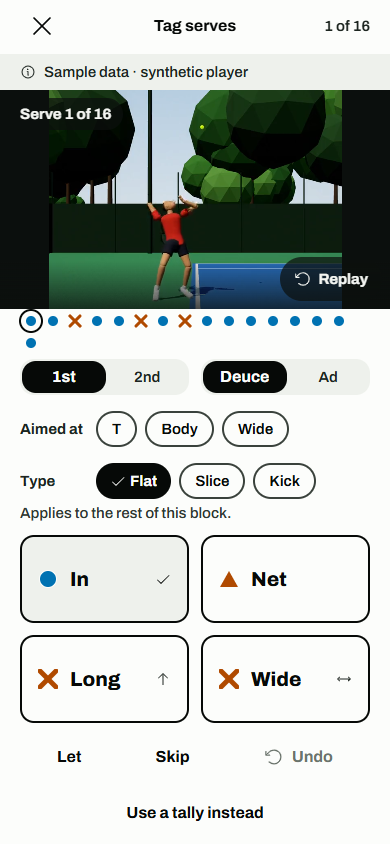 Tag serves 1 of 16
Sample data · synthetic player
Serve 1 of 16
Replay
1st 2nd Deuce Ad
Aimed at T Body Wide
Type Flat Slice Kick
Applies to the rest of this block.
In Net
Long Wide
Let Skip Undo
Use a tally instead